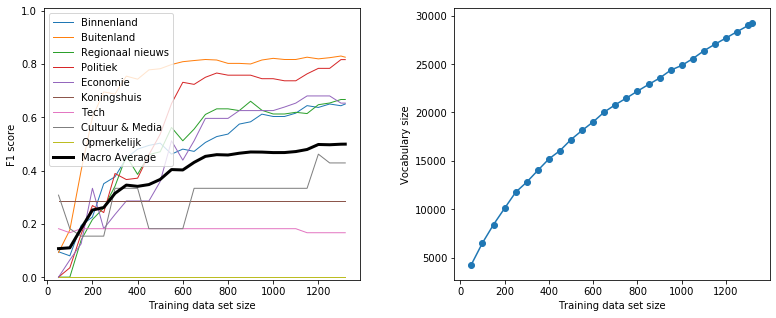 1.0
0.8
0.6
0.4
0.2
0.0
F1 score
Binnenland
Buitenland
Regionaal nieuws
Politiek
Economie
Koningshuis
Tech
Cultuur & Media
Opmerkelijk
Macro Average
0 200 400 600 800 1000 1200
Training data set size
30000
25000
20000
15000
10000
5000
Vocabulary size
0 200 400 600 800 1000 1200
Training data set size